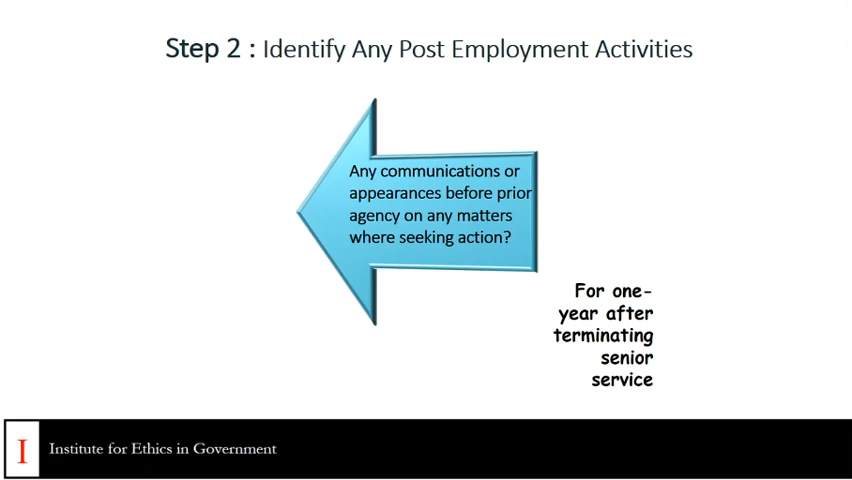 Step 2 : Identify Any Post Employment Activities
Any communications or
appearances before prior
agency on any matters
where seeking action?
For one-
year after
terminating
senior
service
I
Institute for Ethics in Government